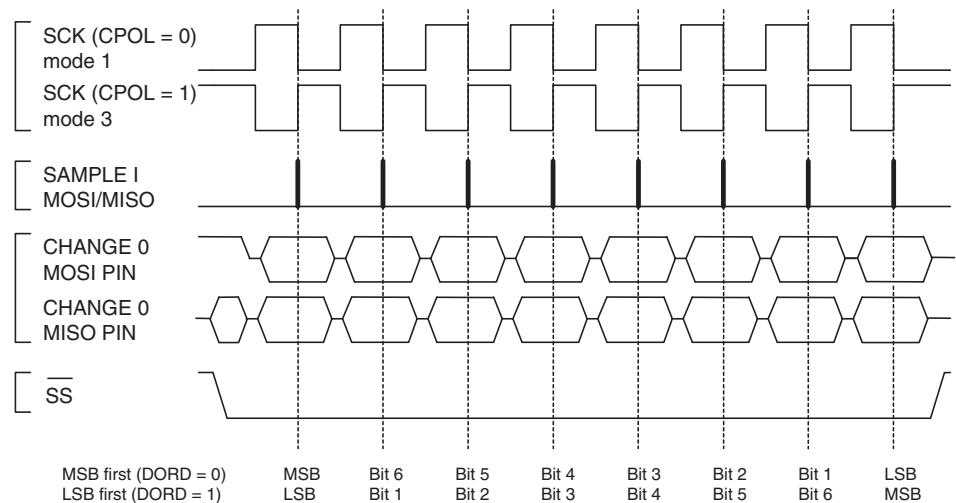 SCK (CPOL = 0)
mode 1
SCK (CPOL = 1)
mode 3
SAMPLE I
MOSI/MISO
CHANGE 0
MOSI PIN
CHANGE 0
MISO PIN
SS
MSB first (DORD = 0) MSB Bit 6 Bit 5 Bit 4 Bit 3 Bit 2 Bit 1 LSB
LSB first (DORD = 1) LSB Bit 1 Bit 2 Bit 3 Bit 4 Bit 5 Bit 6 MSB